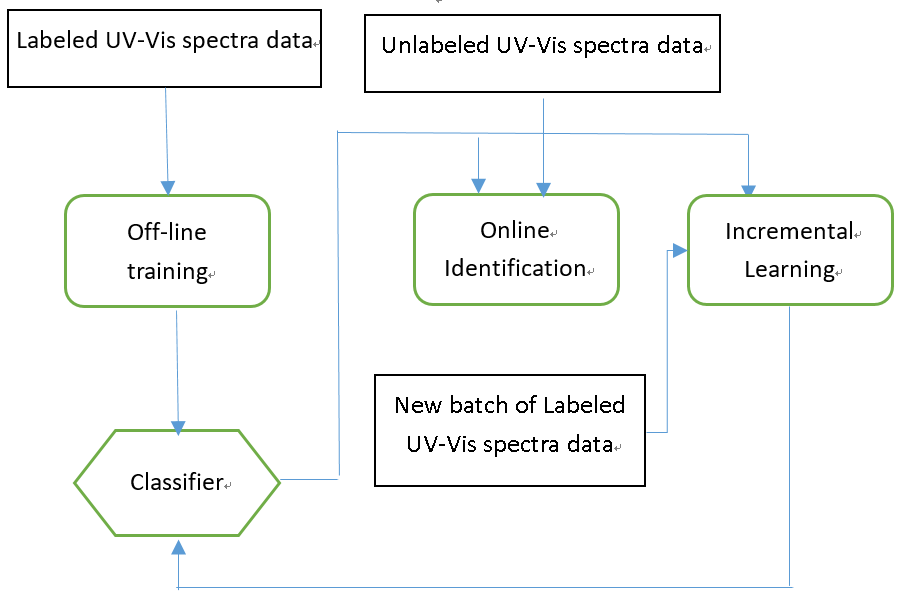 Labeled UV-Vis spectra data
Unlabeled UV-Vis spectra data
Off-line
training
Online
Identification
Incremental
Learning
New batch of Labeled
UV-Vis spectra data
Classifier